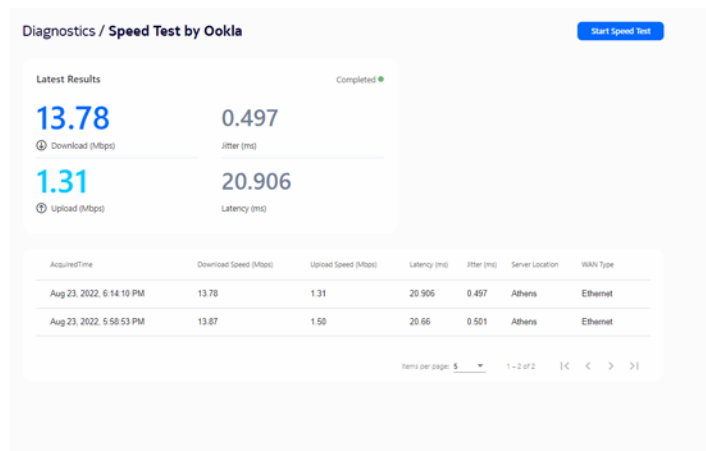 Diagnostics / Speed Test by Ookla
Start Speed Test
Latest Results
Completed
13.78
Download (Mbps)
0.497
Jitter (ms)
1.31
Upload (Mbps)
20.906
Latency (ms)
AcquiredTime Download Speed (Mbps) Upload Speed (Mbps) Latency (ms) Jitter (ms) Server Location WAN Type
Aug 23, 2022, 6:14:10 PM 13.78 1.31 20.906 0.497 Athens Ethernet
Aug 23, 2022, 5:58:53 PM 13.87 1.50 20.66 0.501 Athens Ethernet
Items per page: 5 1 – 2 of 2